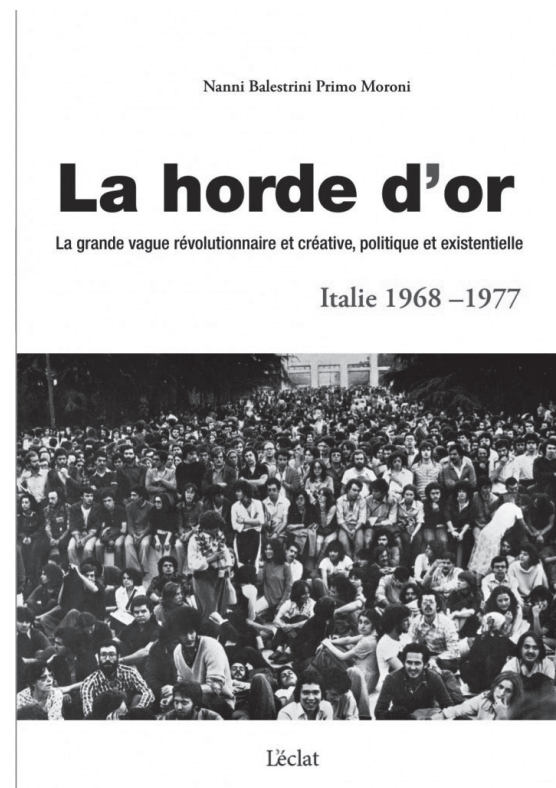 Nanni Balestrini Primo Moroni
La horde d'or
La grande vague révolutionnaire et créative, politique et existentielle
Italie 1968 –1977
L'éclat